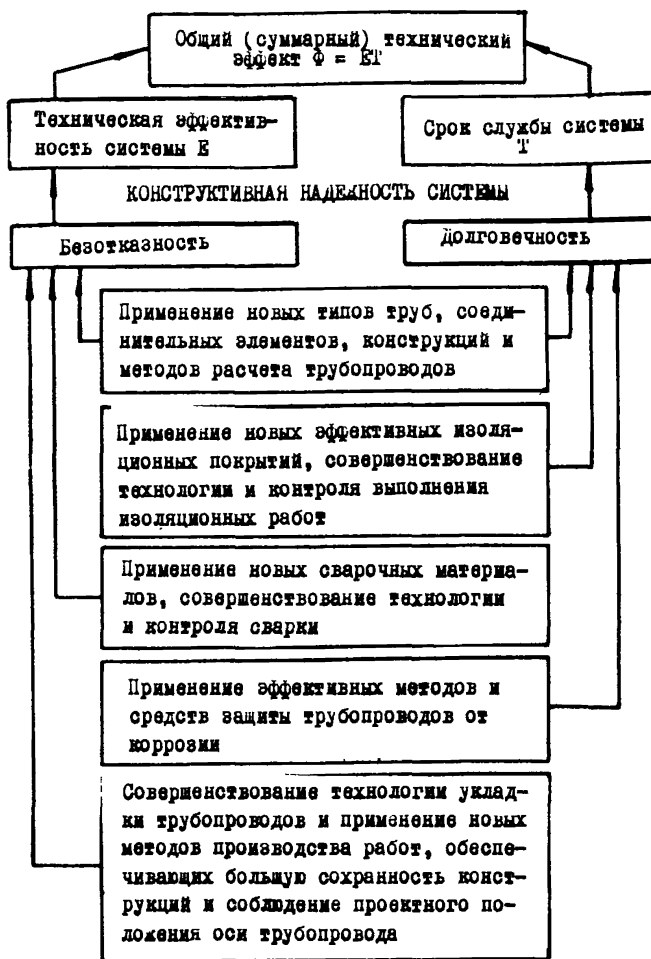 Общий (суммарный) технический
эффект Ф = ЕТ
Техническая эффектив-
ность системы Е
Срок службы системы
Т
КОНСТРУКТИВНАЯ НАДЕЖНОСТЬ СИСТЕМЫ
Безотказность
Долговечность
Применение новых типов труб, соеди-
нительных элементов, конструкций и
методов расчета трубопроводов
Применение новых эффективных изоля-
ционных покрытий, совершенствование
технологии и контроля выполнения
изоляционных работ
Применение новых сварочных материа-
лов, совершенствование технологии
и контроля сварки
Применение эффективных методов и
средств защиты трубопроводов от
коррозии
Совершенствование технологии уклад-
ки трубопроводов и применение новых
методов производства работ, обеспе-
чивающих большую сохранность конст-
рукций и соблюдение проектного по-
ложения оси трубопровода